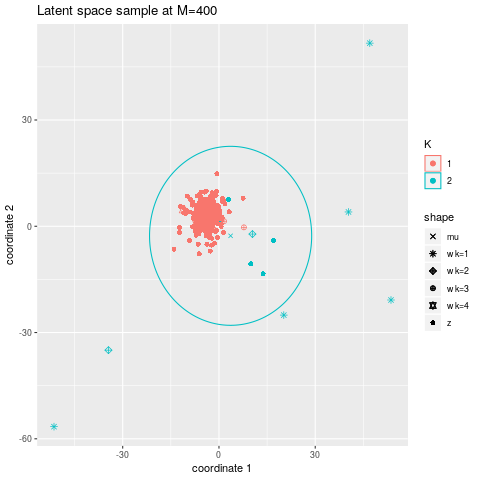 Latent space sample at M=400
30
0
-30
-60
-30
0
30
coordinate 1
coordinate 2
K
1
2
shape
mu
w k=1
w k=2
w k=3
w k=4
z